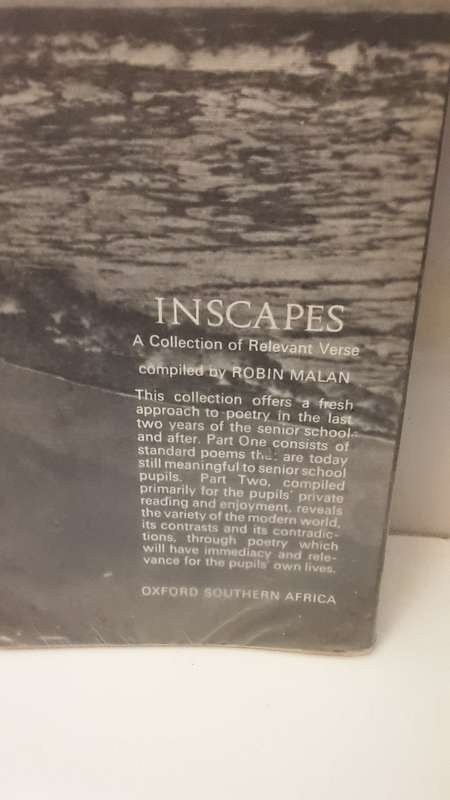 INSCAPES
A Collection of Relevant Verse
compiled by ROBIN MALAN
This collection offers a fresh
approach to poetry in the last
two years of the senior school
and after. Part One consists of
standard poems that are today
still meaningful to senior school
pupils. Part Two, compiled
primarily for the pupils' private
reading and enjoyment, reveals
the variety of the modern world,
its contrasts and its contradic-
tions, through poetry which
will have immediacy and rele-
vance for the pupils' own lives.
OXFORD SOUTHERN AFRICA